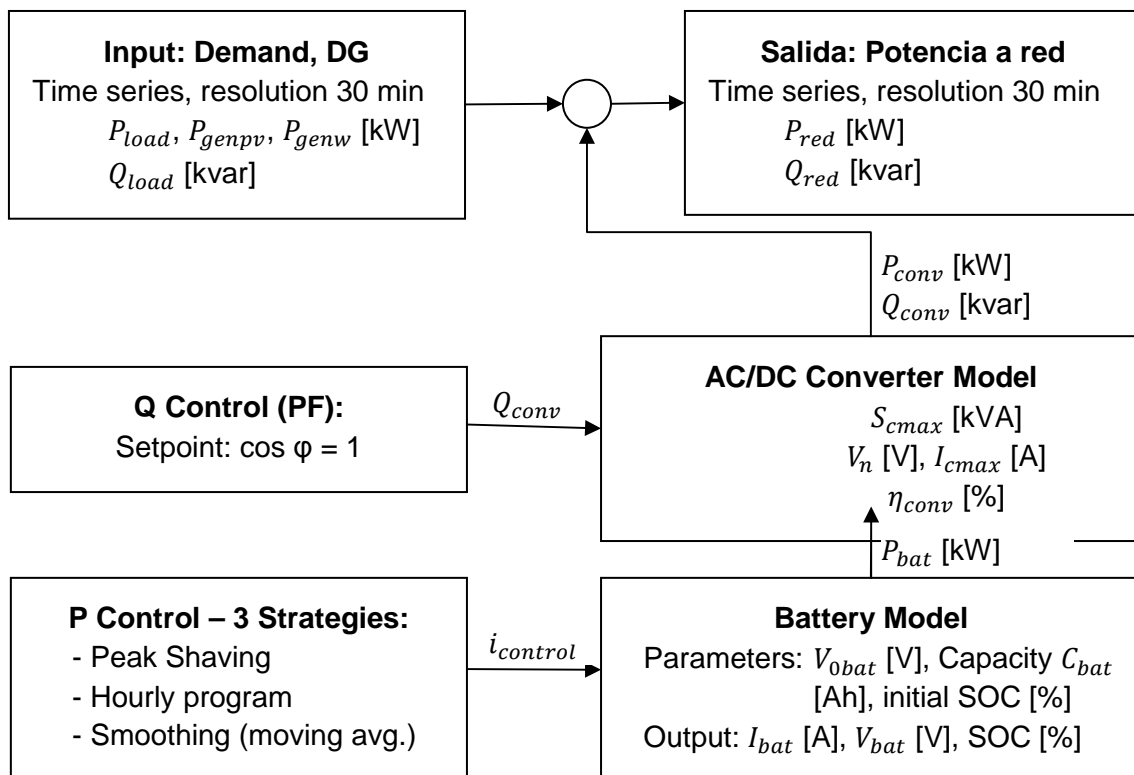 Input: Demand, DG
Time series, resolution 30 min
P_load, P_genpv, P_genw [kW]
Q_load [kvar]
Salida: Potencia a red
Time series, resolution 30 min
P_red [kW]
Q_red [kvar]
P_conv [kW]
Q_conv [kvar]
Q Control (PF):
Setpoint: cos φ = 1
Q_conv
AC/DC Converter Model
S_cmax [kVA]
V_n [V], I_cmax [A]
η_conv [%]
P_bat [kW]
P Control – 3 Strategies:
- Peak Shaving
- Hourly program
- Smoothing (moving avg.)
i_control
Battery Model
Parameters: V_0bat [V], Capacity C_bat
[Ah], initial SOC [%]
Output: I_bat [A], V_bat [V], SOC [%]